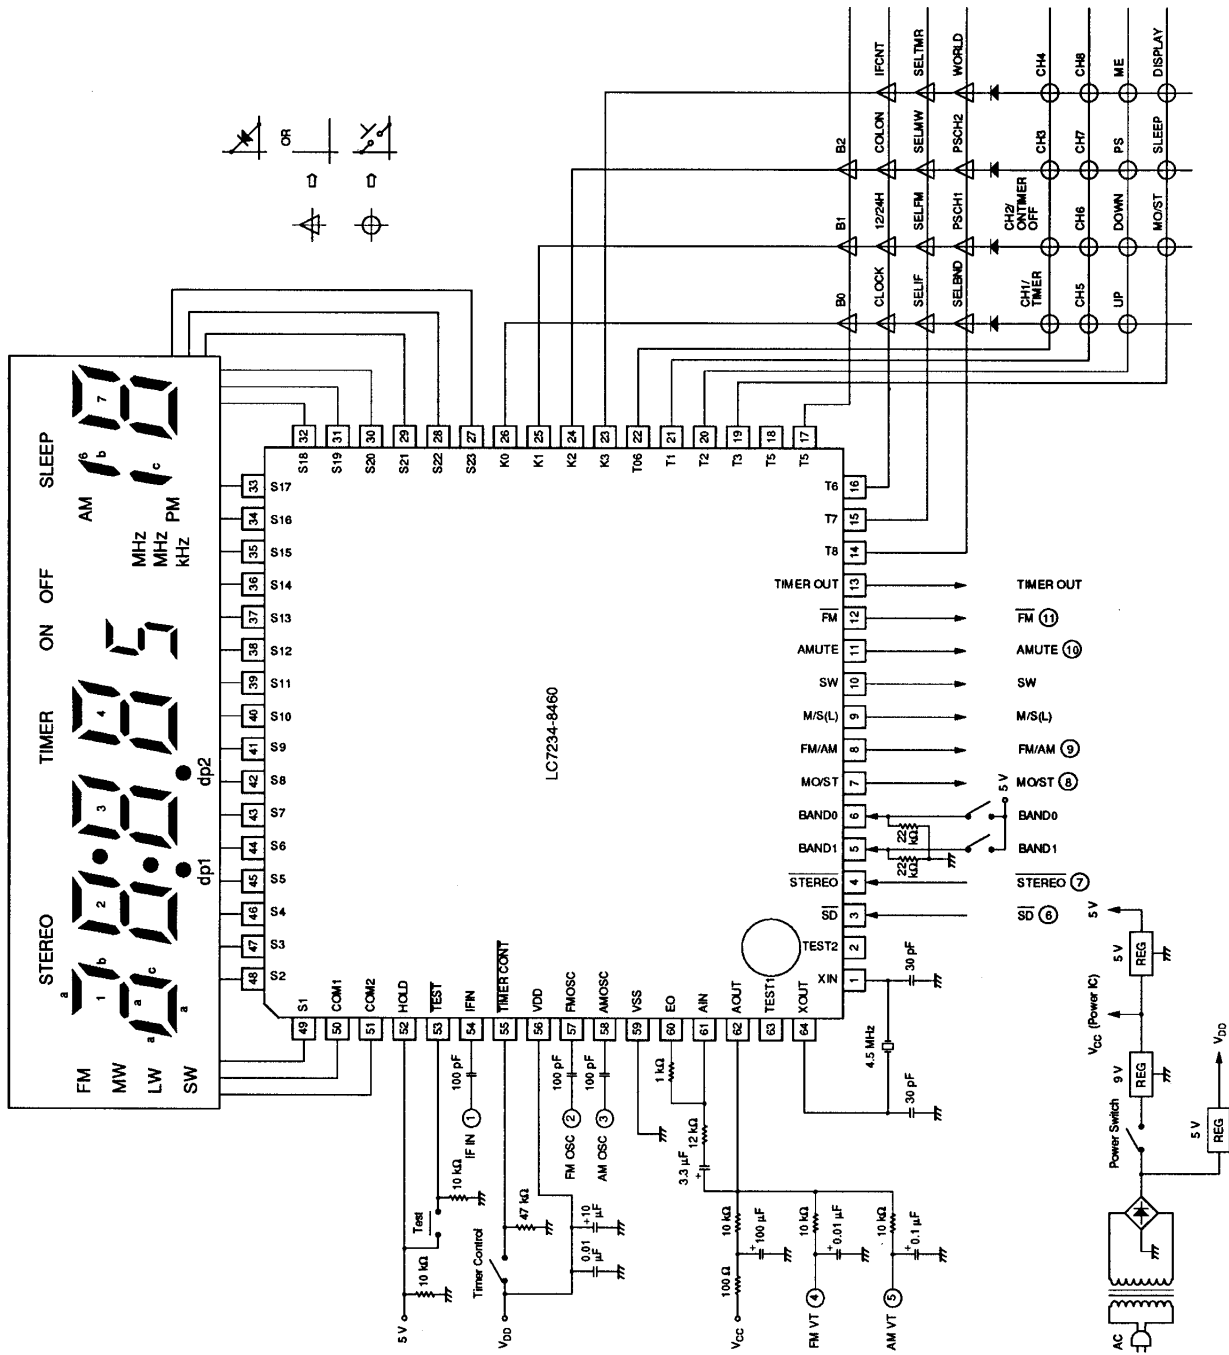 STEREO TIMER ON OFF SLEEP
FM
MW
LW
SW
a
1
b
a
a
c
a
2
dp1
3
dp2
4
MHz
MHz
kHz
AM
PM
6
b
c
7
OR
LC7234-8460
49 S1
50 COM1
51 COM2
52 HOLD
53 TEST
54 IFIN
55 TIMER CONT
56 VDD
57 FMOSC
58 AMOSC
59 VSS
60 EO
61 AIN
62 AOUT
63 TEST1
64 XOUT
48 S2
47 S3
46 S4
45 S5
44 S6
43 S7
42 S8
41 S9
40 S10
39 S11
38 S12
37 S13
36 S14
35 S15
34 S16
33 S17
32 S18
31 S19
30 S20
29 S21
28 S22
27 S23
26 K0
25 K1
24 K2
23 K3
22 T06
21 T1
20 T2
19 T3
18 T5
17 T5
16 T6
15 T7
14 T8
13 TIMER OUT
12 FM
11 AMUTE
10 SW
9 M/S(L)
8 FM/AM
7 MO/ST
6 BAND0
5 BAND1
4 STEREO
3 SD
2 TEST2
1 XIN
TIMER OUT
FM 11
AMUTE 10
SW
M/S(L)
FM/AM 9
MO/ST 8
5 V
BAND0
BAND1
22 kΩ
22 kΩ
STEREO 7
SD 6
B0 B1 B2
CLOCK 12/24H COLON IFCNT
SELIF SELFM SELMW SELTMR
SELBND PSCH1 PSCH2 WORLD
CH1/TIMER CH2/ONTIMER OFF CH3 CH4
CH5 CH6 CH7 CH8
UP DOWN PS ME
MO/ST SLEEP DISPLAY
5 V
10 kΩ
Test
10 kΩ
100 pF
IF IN 1
VDD
Timer Control
47 kΩ
0.01 µF
+10 µF
100 pF
FM OSC 2
100 pF
AM OSC 3
1 kΩ
12 kΩ
3.3 µF
+
VCC
100 Ω
10 kΩ
+ 100 µF
FM VT 4
10 kΩ
+ 0.01 µF
AM VT 5
10 kΩ
+ 0.1 µF
4.5 MHz
30 pF
30 pF
AC
Power Switch
9 V
REG
VCC (Power IC)
5 V
REG
5 V
5 V
REG
VDD